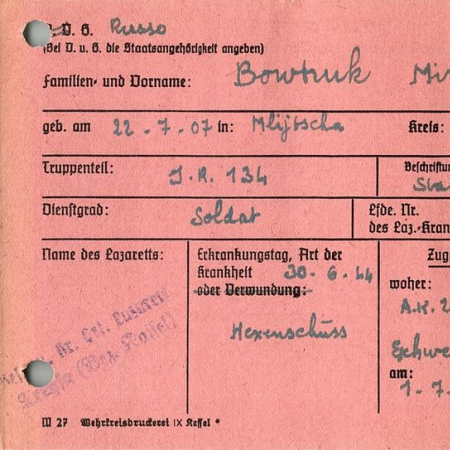 D. G. Russo
(Bei D. u. G. die Staatsangehörigkeit angeben)
Familien- und Vorname: Bowtruk
geb. am 22-7-07 in: Mlijtscha Kreis:
Truppenteil: J.R. 134
Dienstgrad: Soldat
Lfde. Nr.
des Laz.-Kran
Name des Lazaretts:
Erkrankungstag, Art der
Krankheit 30-6-44
oder Verwundung:
Hexenschuss
woher:
A.K.
am:
1-7-
W 27 Wehrkreisdruckerei IX Kassel *